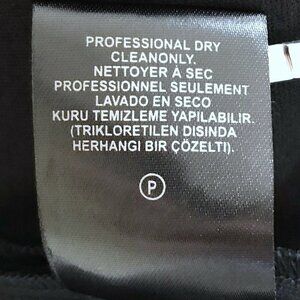 PROFESSIONAL DRY
CLEANONLY.
NETTOYER À SEC
PROFESSIONNEL SEULEMENT
LAVADO EN SECO
KURU TEMIZLEME YAPILABILIR.
(TRIKLORETILEN DISINDA
HERHANGI BIR ÇÖZELTI).
P